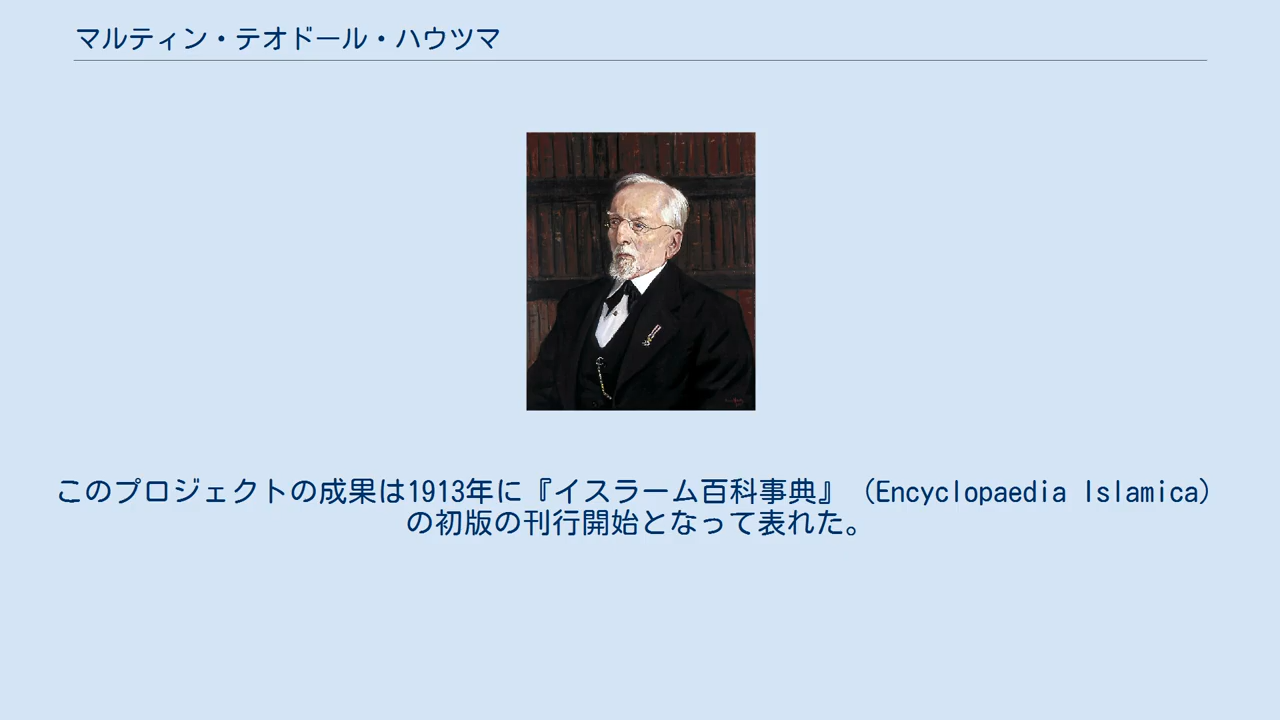 マルティン・テオドール・ハウツマ
このプロジェクトの成果は1913年に『イスラーム百科事典』（Encyclopaedia Islamica）
の初版の刊行開始となって表れた。